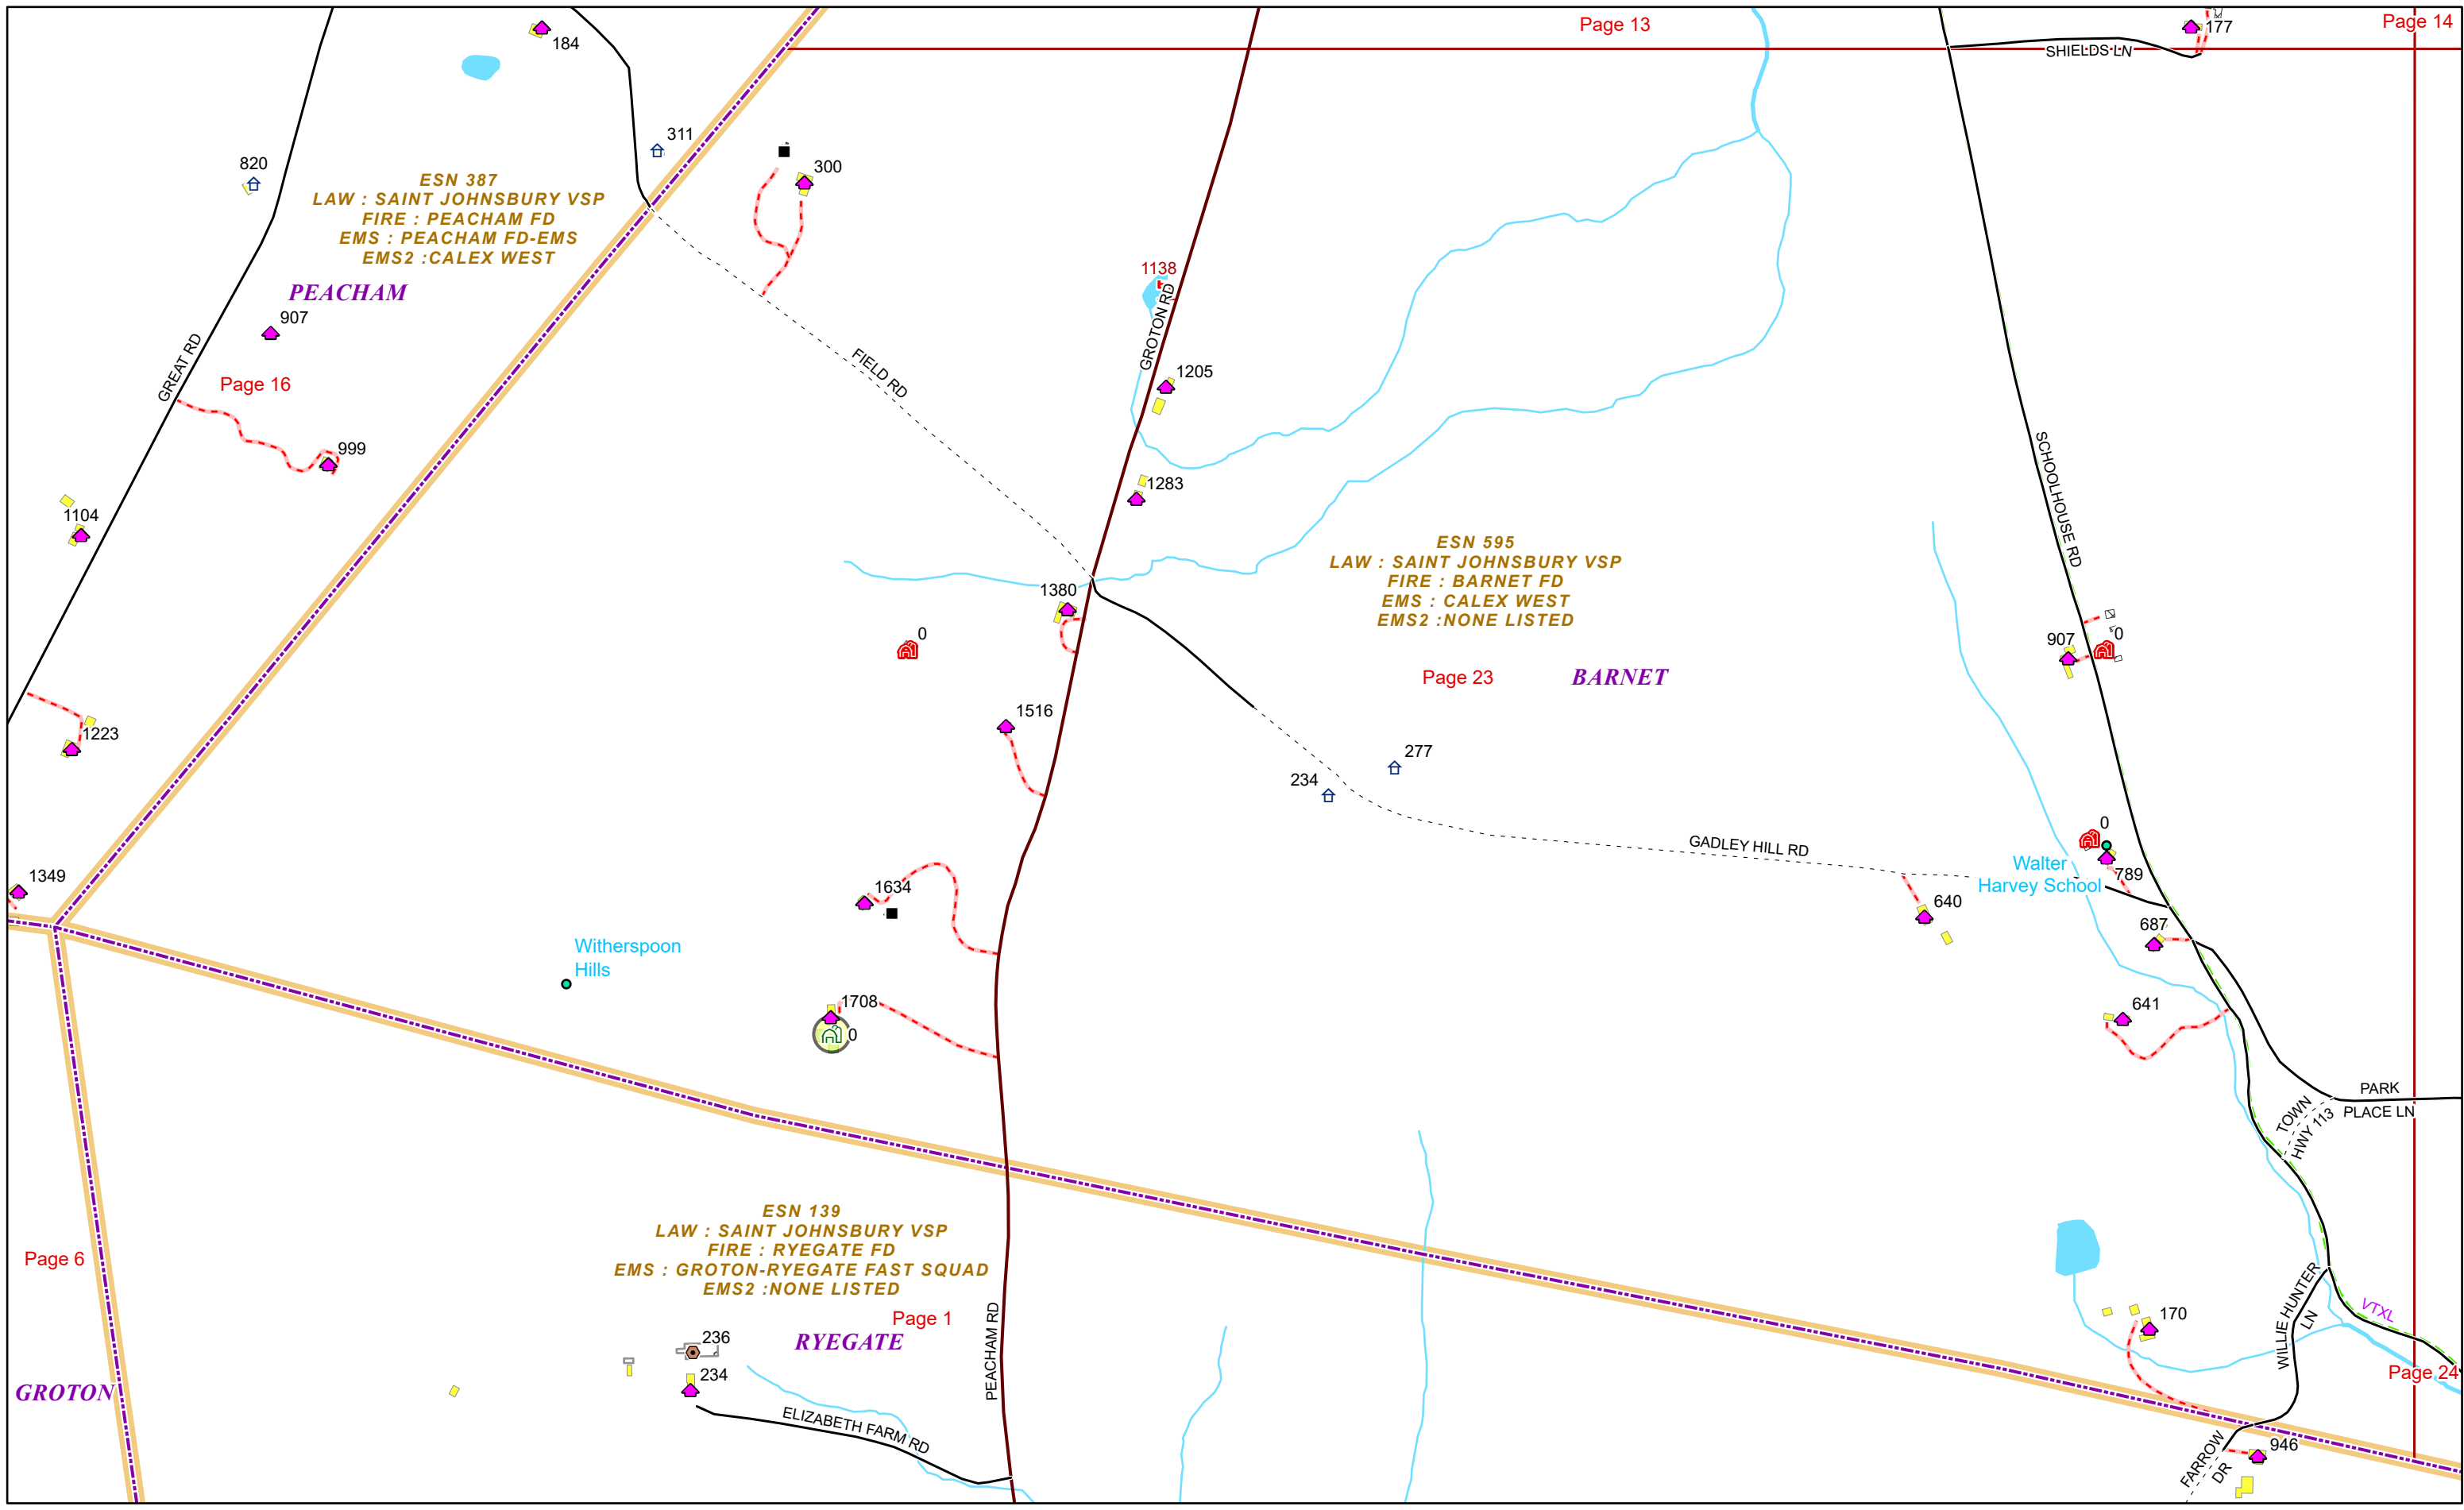 Page 13
Page 14
184
177
SHIELDS LN
311
820
300
ESN 387
LAW : SAINT JOHNSBURY VSP
FIRE : PEACHAM FD
EMS : PEACHAM FD-EMS
EMS2 :CALEX WEST
PEACHAM
1138
GROTON RD
907
GREAT RD
Page 16
FIELD RD
1205
999
1283
SCHOOLHOUSE RD
1104
ESN 595
LAW : SAINT JOHNSBURY VSP
FIRE : BARNET FD
EMS : CALEX WEST
EMS2 :NONE LISTED
1380
0
907
0
Page 23
BARNET
1516
1223
277
234
GADLEY HILL RD
0
Walter
Harvey School
789
1349
1634
640
687
Witherspoon
Hills
1708
0
641
PARK
PLACE LN
TOWN
HWY 113
ESN 139
LAW : SAINT JOHNSBURY VSP
FIRE : RYEGATE FD
EMS : GROTON-RYEGATE FAST SQUAD
EMS2 :NONE LISTED
Page 6
Page 1
RYEGATE
PEACHAM RD
WILLIE HUNTER
LN
VTXL
170
236
234
Page 24
GROTON
ELIZABETH FARM RD
946
FARROW
DR